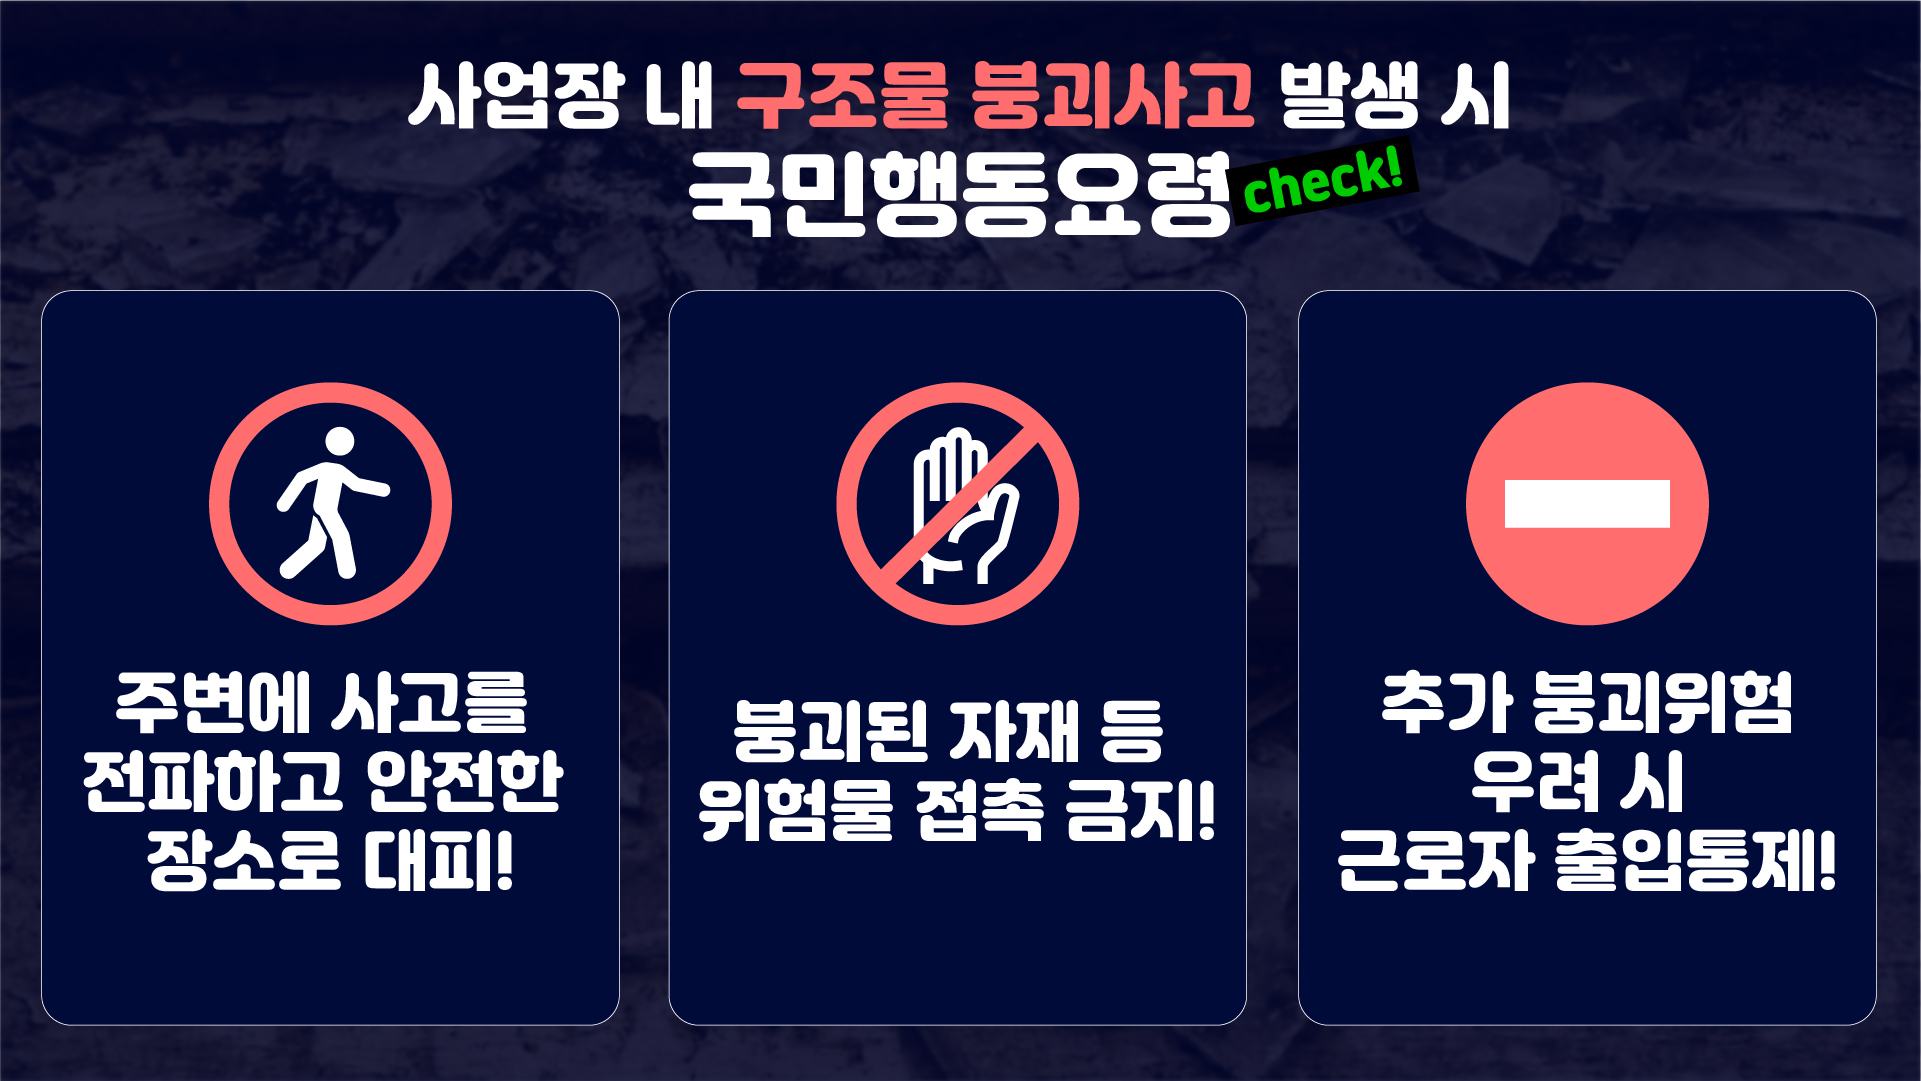 사업장 내 구조물 붕괴사고 발생 시
국민행동요령 check!
주변에 사고를
전파하고 안전한
장소로 대피!
붕괴된 자재 등
위험물 접촉 금지!
추가 붕괴위험
우려 시
근로자 출입통제!